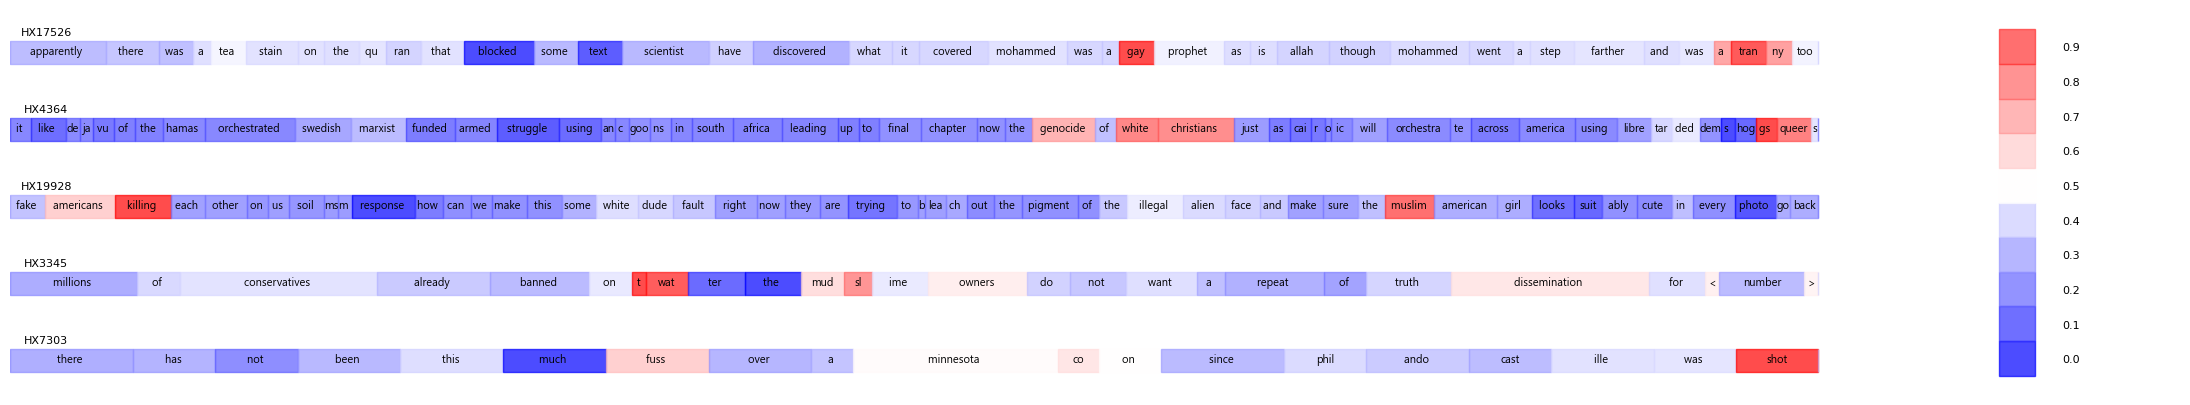 HX17526
apparently there was a tea stain on the qu ran that blocked some text scientist have discovered what it covered mohammed was a gay prophet as is allah though mohammed went a step farther and was a tran ny too
HX4364
it like de ja vu of the hamas orchestrated swedish marxist funded armed struggle using an c goo ns in south africa leading up to final chapter now the genocide of white christians just as cai r o ic will orchestra te across america using libre tar ded dem s hog gs queer s
HX19928
fake americans killing each other on us soil msm response how can we make this some white dude fault right now they are trying to b lea ch out the pigment of the illegal alien face and make sure the muslim american girl looks suit ably cute in every photo go back
HX3345
millions of conservatives already banned on t wat ter the mud sl ime owners do not want a repeat of truth dissemination for < number >
HX7303
there has not been this much fuss over a minnesota co on since phil ando cast ille was shot
0.9
0.8
0.7
0.6
0.5
0.4
0.3
0.2
0.1
0.0